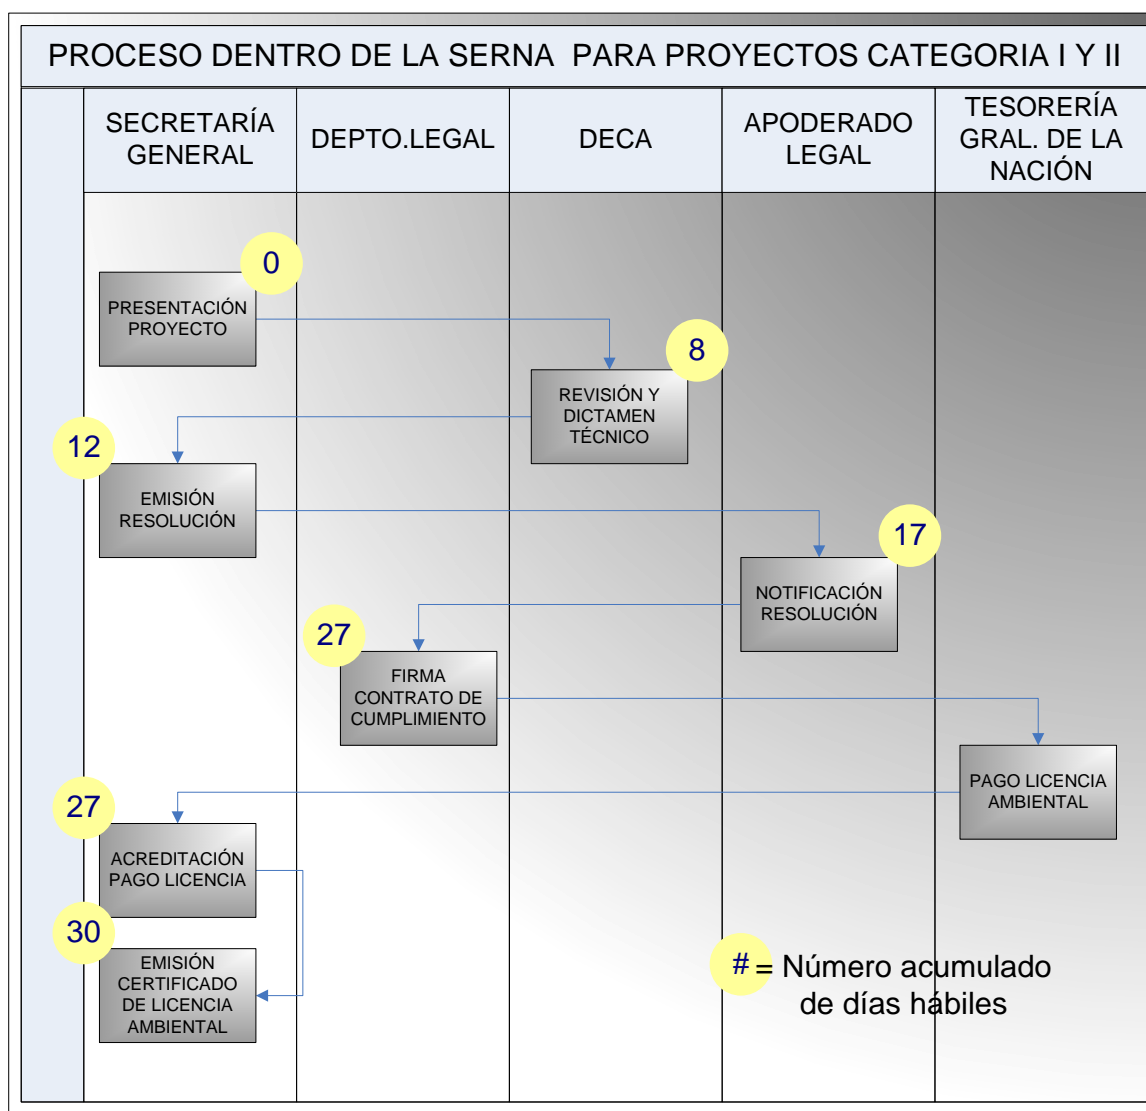 PROCESO DENTRO DE LA SERNA  PARA PROYECTOS CATEGORIA I Y II
SECRETARÍA
GENERAL
DEPTO.LEGAL
DECA
APODERADO
LEGAL
TESORERÍA
GRAL. DE LA
NACIÓN
0
PRESENTACIÓN
PROYECTO
8
REVISIÓN Y
DICTAMEN
TÉCNICO
12
EMISIÓN
RESOLUCIÓN
17
NOTIFICACIÓN
RESOLUCIÓN
27
FIRMA
CONTRATO DE
CUMPLIMIENTO
PAGO LICENCIA
AMBIENTAL
27
ACREDITACIÓN
PAGO LICENCIA
30
EMISIÓN
CERTIFICADO
DE LICENCIA
AMBIENTAL
# = Número acumulado
de días hábiles